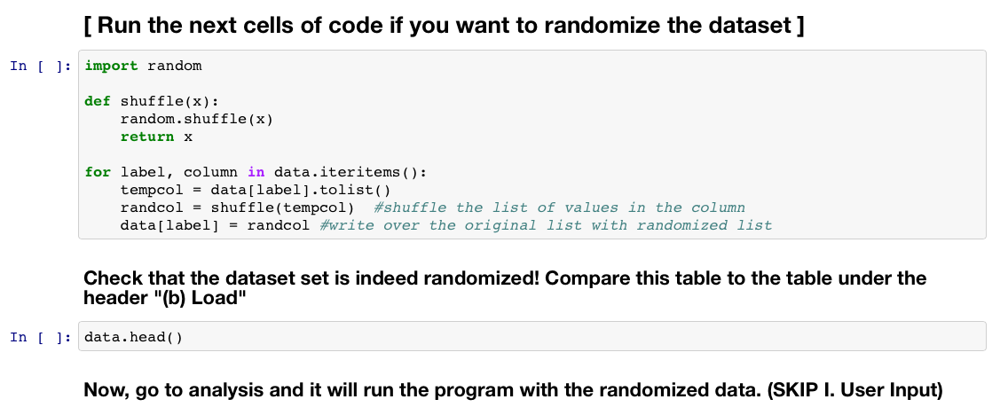 [ Run the next cells of code if you want to randomize the dataset ]
In [ ]: import random
def shuffle(x):
random.shuffle(x)
return x
for label, column in data.iteritems():
tempcol = data[label].tolist()
randcol = shuffle(tempcol)  #shuffle the list of values in the column
data[label] = randcol #write over the original list with randomized list
Check that the dataset set is indeed randomized! Compare this table to the table under the
header "(b) Load"
In [ ]: data.head()
Now, go to analysis and it will run the program with the randomized data. (SKIP I. User Input)